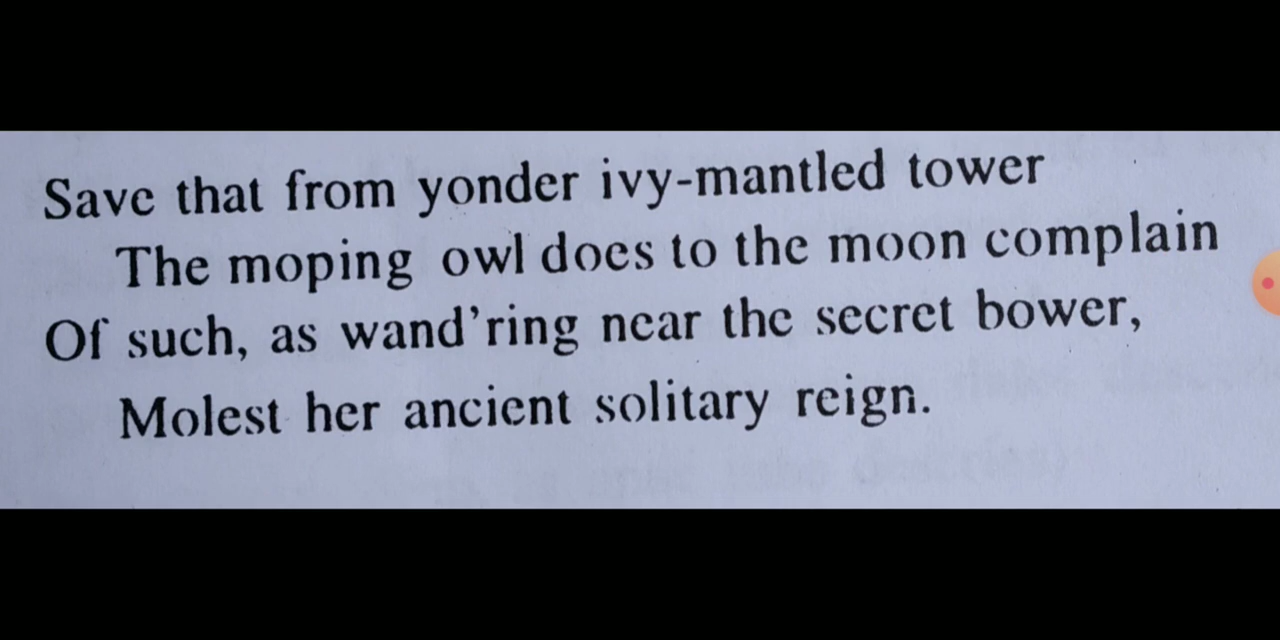 Save that from yonder ivy-mantled tower
The moping owl does to the moon complain
Of such, as wand'ring near the secret bower,
Molest her ancient solitary reign.